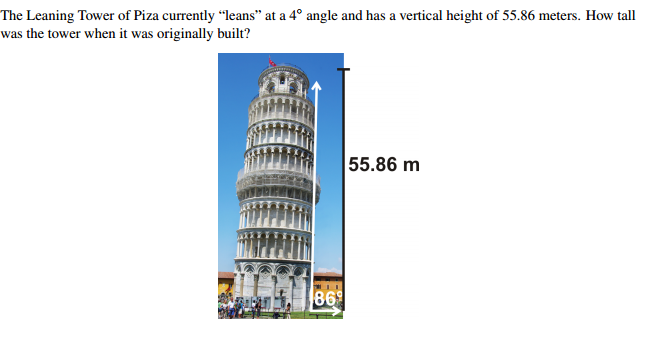 The Leaning Tower of Piza currently “leans” at a 4° angle and has a vertical height of 55.86 meters. How tall
was the tower when it was originally built?
55.86 m
86°